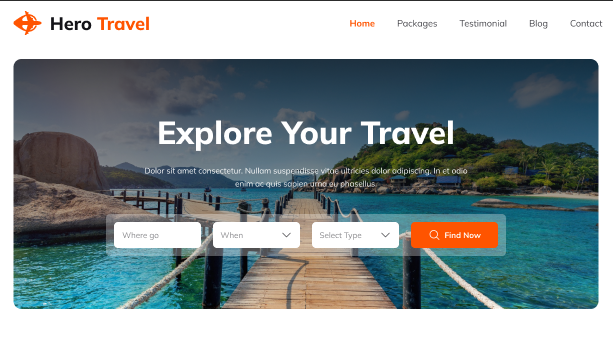 Hero Travel
Home Packages Testimonial Blog Contact
Explore Your Travel
Dolor sit amet consectetur. Nullam suspendisse vitae ultricies dolor adipiscing. In et odio
enim ac quis sapien urna eu phasellus.
Where go
When
Select Type
Find Now